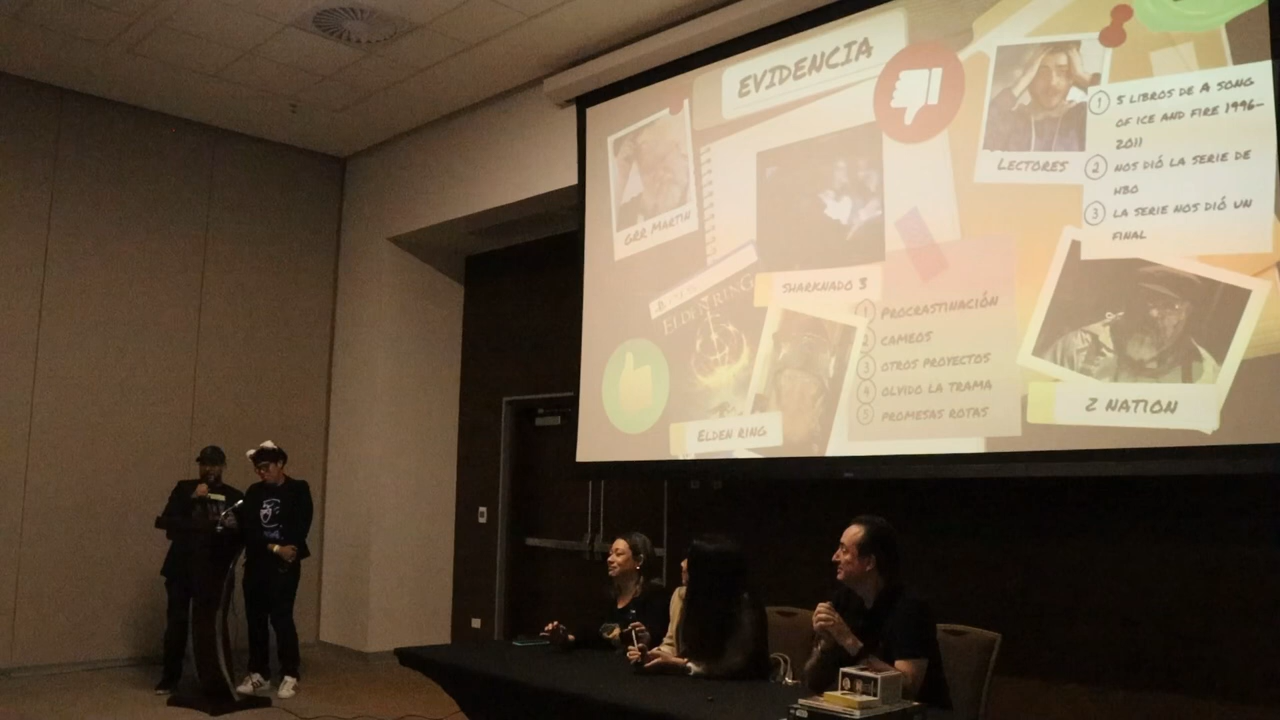 EVIDENCIA
GRR MARTIN
LECTORES
1 5 LIBROS DE A SONG
OF ICE AND FIRE 1996-
2011
2 NOS DIÓ LA SERIE DE
HBO
3 LA SERIE NOS DIÓ UN
FINAL
SHARKNADO 3
ELDEN RING
ELDEN RING
1 PROCRASTINACIÓN
2 CAMEOS
3 OTROS PROYECTOS
4 OLVIDO LA TRAMA
5 PROMESAS ROTAS
Z NATION